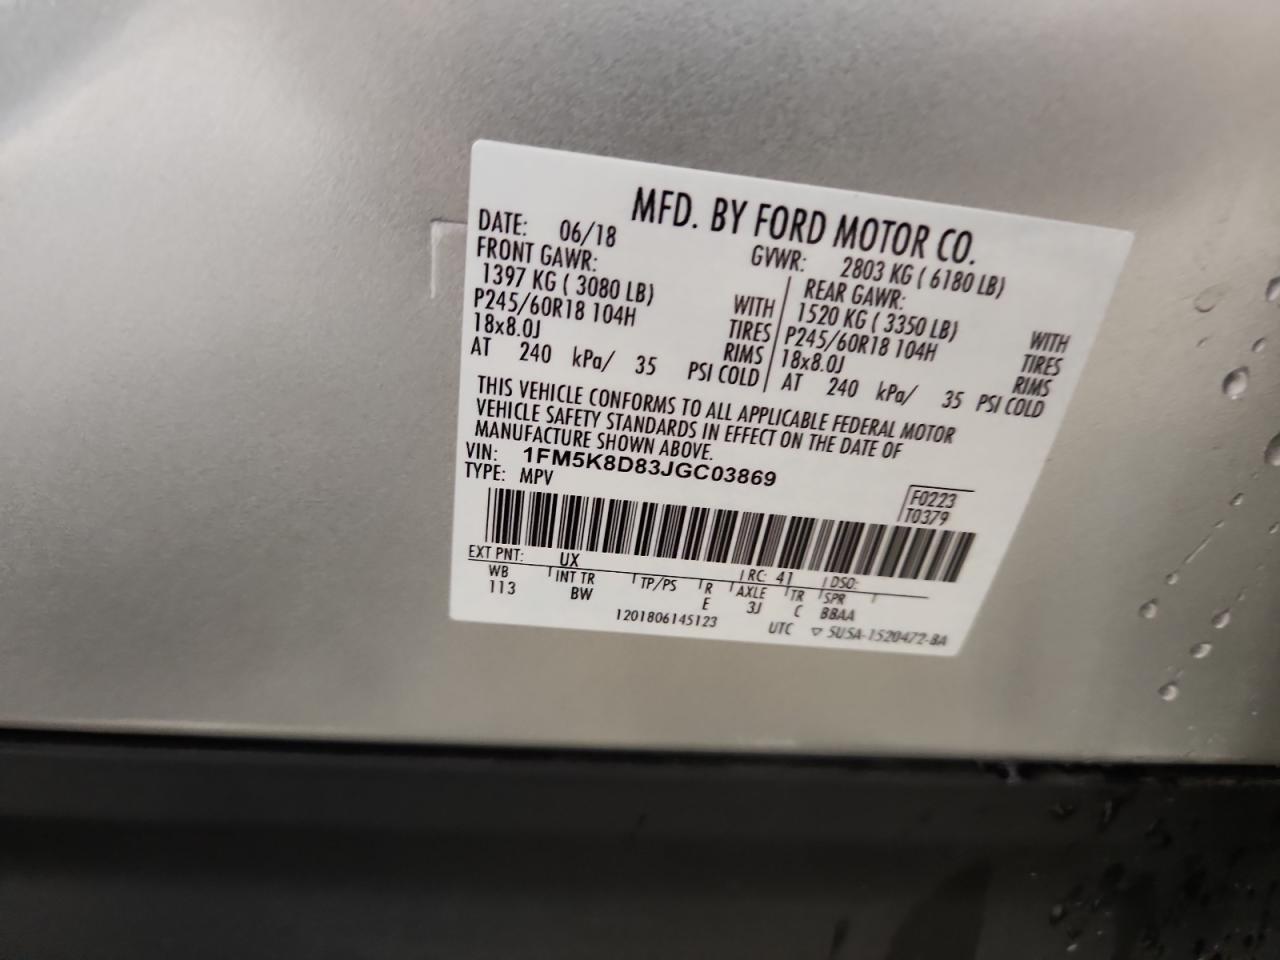 MFD. BY FORD MOTOR CO.
DATE: 06/18 GVWR: 2803 KG ( 6180 LB)
FRONT GAWR: REAR GAWR:
1397 KG ( 3080 LB) WITH 1520 KG ( 3350 LB) WITH
P245/60R18 104H TIRES P245/60R18 104H TIRES
18x8.0J RIMS 18x8.0J RIMS
AT 240 kPa/ 35 PSI COLD AT 240 kPa/ 35 PSI COLD
THIS VEHICLE CONFORMS TO ALL APPLICABLE FEDERAL MOTOR
VEHICLE SAFETY STANDARDS IN EFFECT ON THE DATE OF
MANUFACTURE SHOWN ABOVE.
VIN: 1FM5K8D83JGC03869
TYPE: MPV
F0223
T0379
EXT PNT: UX RC: 41 DSO:
WB INT TR TP/PS R AXLE TR SPR
113 BW E 3J C BBAA
1201806145123
UTC ▽ 5U5A-1520472-BA